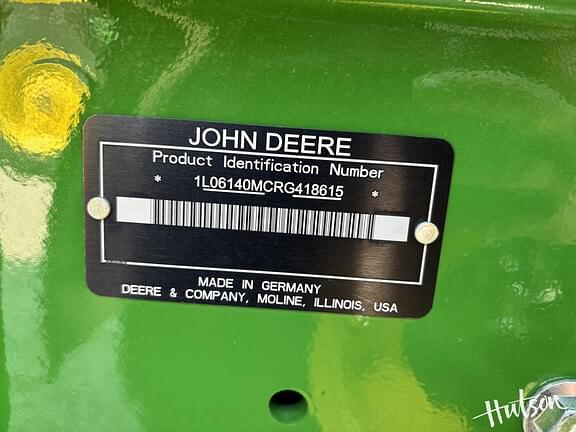 JOHN DEERE
Product Identification Number
* 1L06140MCRG418615 *
MADE IN GERMANY
DEERE & COMPANY, MOLINE, ILLINOIS, USA
Hutson